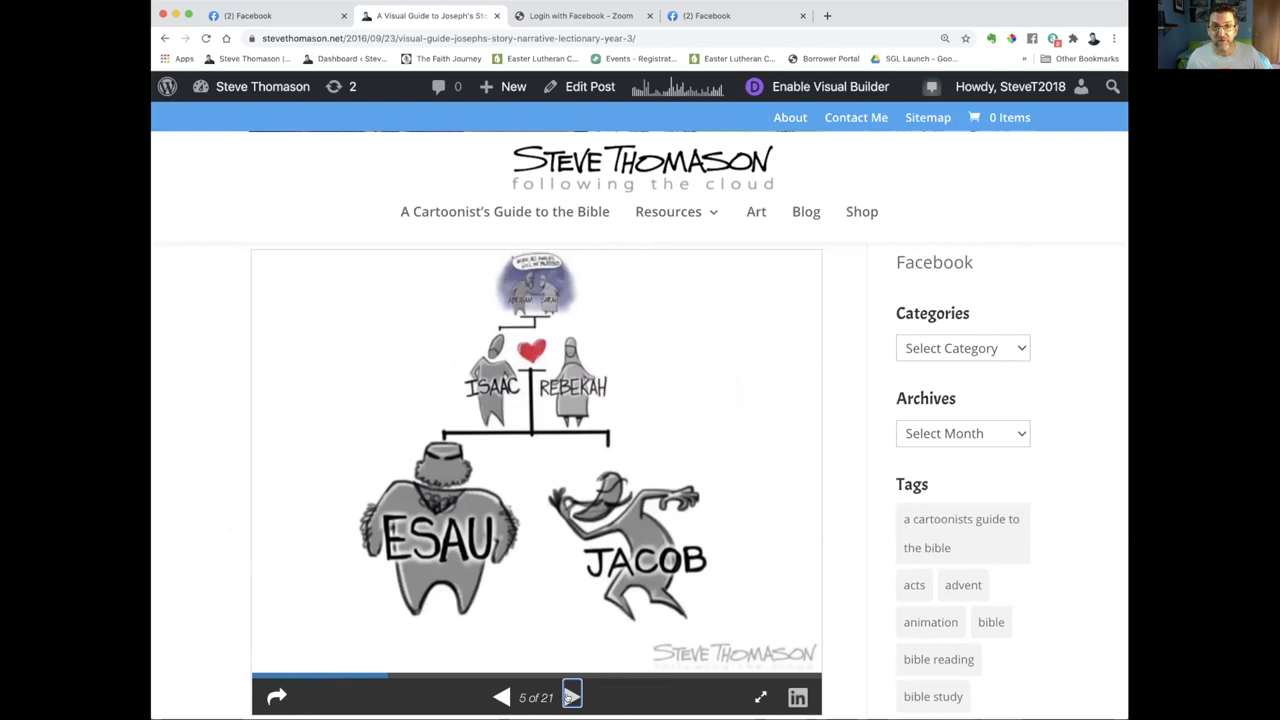 (2) Facebook
A Visual Guide to Joseph's Sto
Login with Facebook - Zoom
(2) Facebook
stevethomason.net/2016/09/23/visual-guide-josephs-story-narrative-lectionary-year-3/
Apps
Steve Thomason |...
Dashboard ‹ Stev...
The Faith Journey
Easter Lutheran C...
Events - Registrat...
Easter Lutheran C...
Borrower Portal
SGL Launch - Goo...
»
Other Bookmarks
Steve Thomason
2
0
New
Edit Post
Enable Visual Builder
Howdy, SteveT2018
About
Contact Me
Sitemap
0 Items
STEVE THOMASON
following the cloud
A Cartoonist's Guide to the Bible
Resources
Art
Blog
Shop
ISAAC
REBEKAH
ESAU
JACOB
STEVE THOMASON
following the cloud
5 of 21
in
Facebook
Categories
Select Category
Archives
Select Month
Tags
a cartoonists guide to
the bible
acts
advent
animation
bible
bible reading
bible study